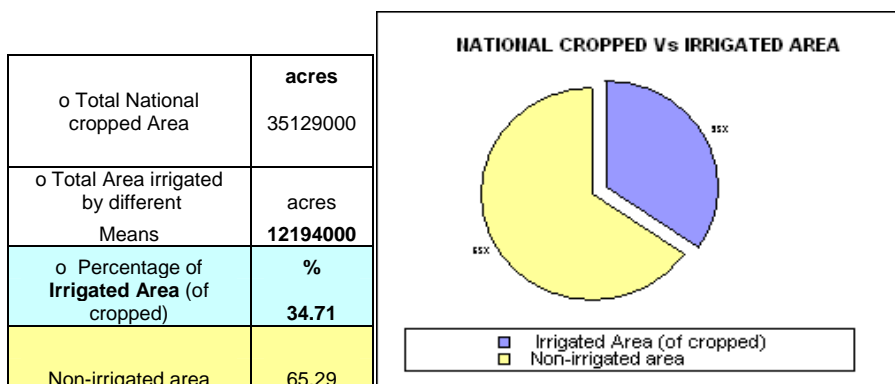 acres
o Total National
cropped Area
35129000
o Total Area irrigated
by different
Means
acres
12194000
o Percentage of
Irrigated Area (of
cropped)
%
34.71
Non-irrigated area
65.29
NATIONAL CROPPED Vs IRRIGATED AREA
35%
65%
Irrigated Area (of cropped)
Non-irrigated area